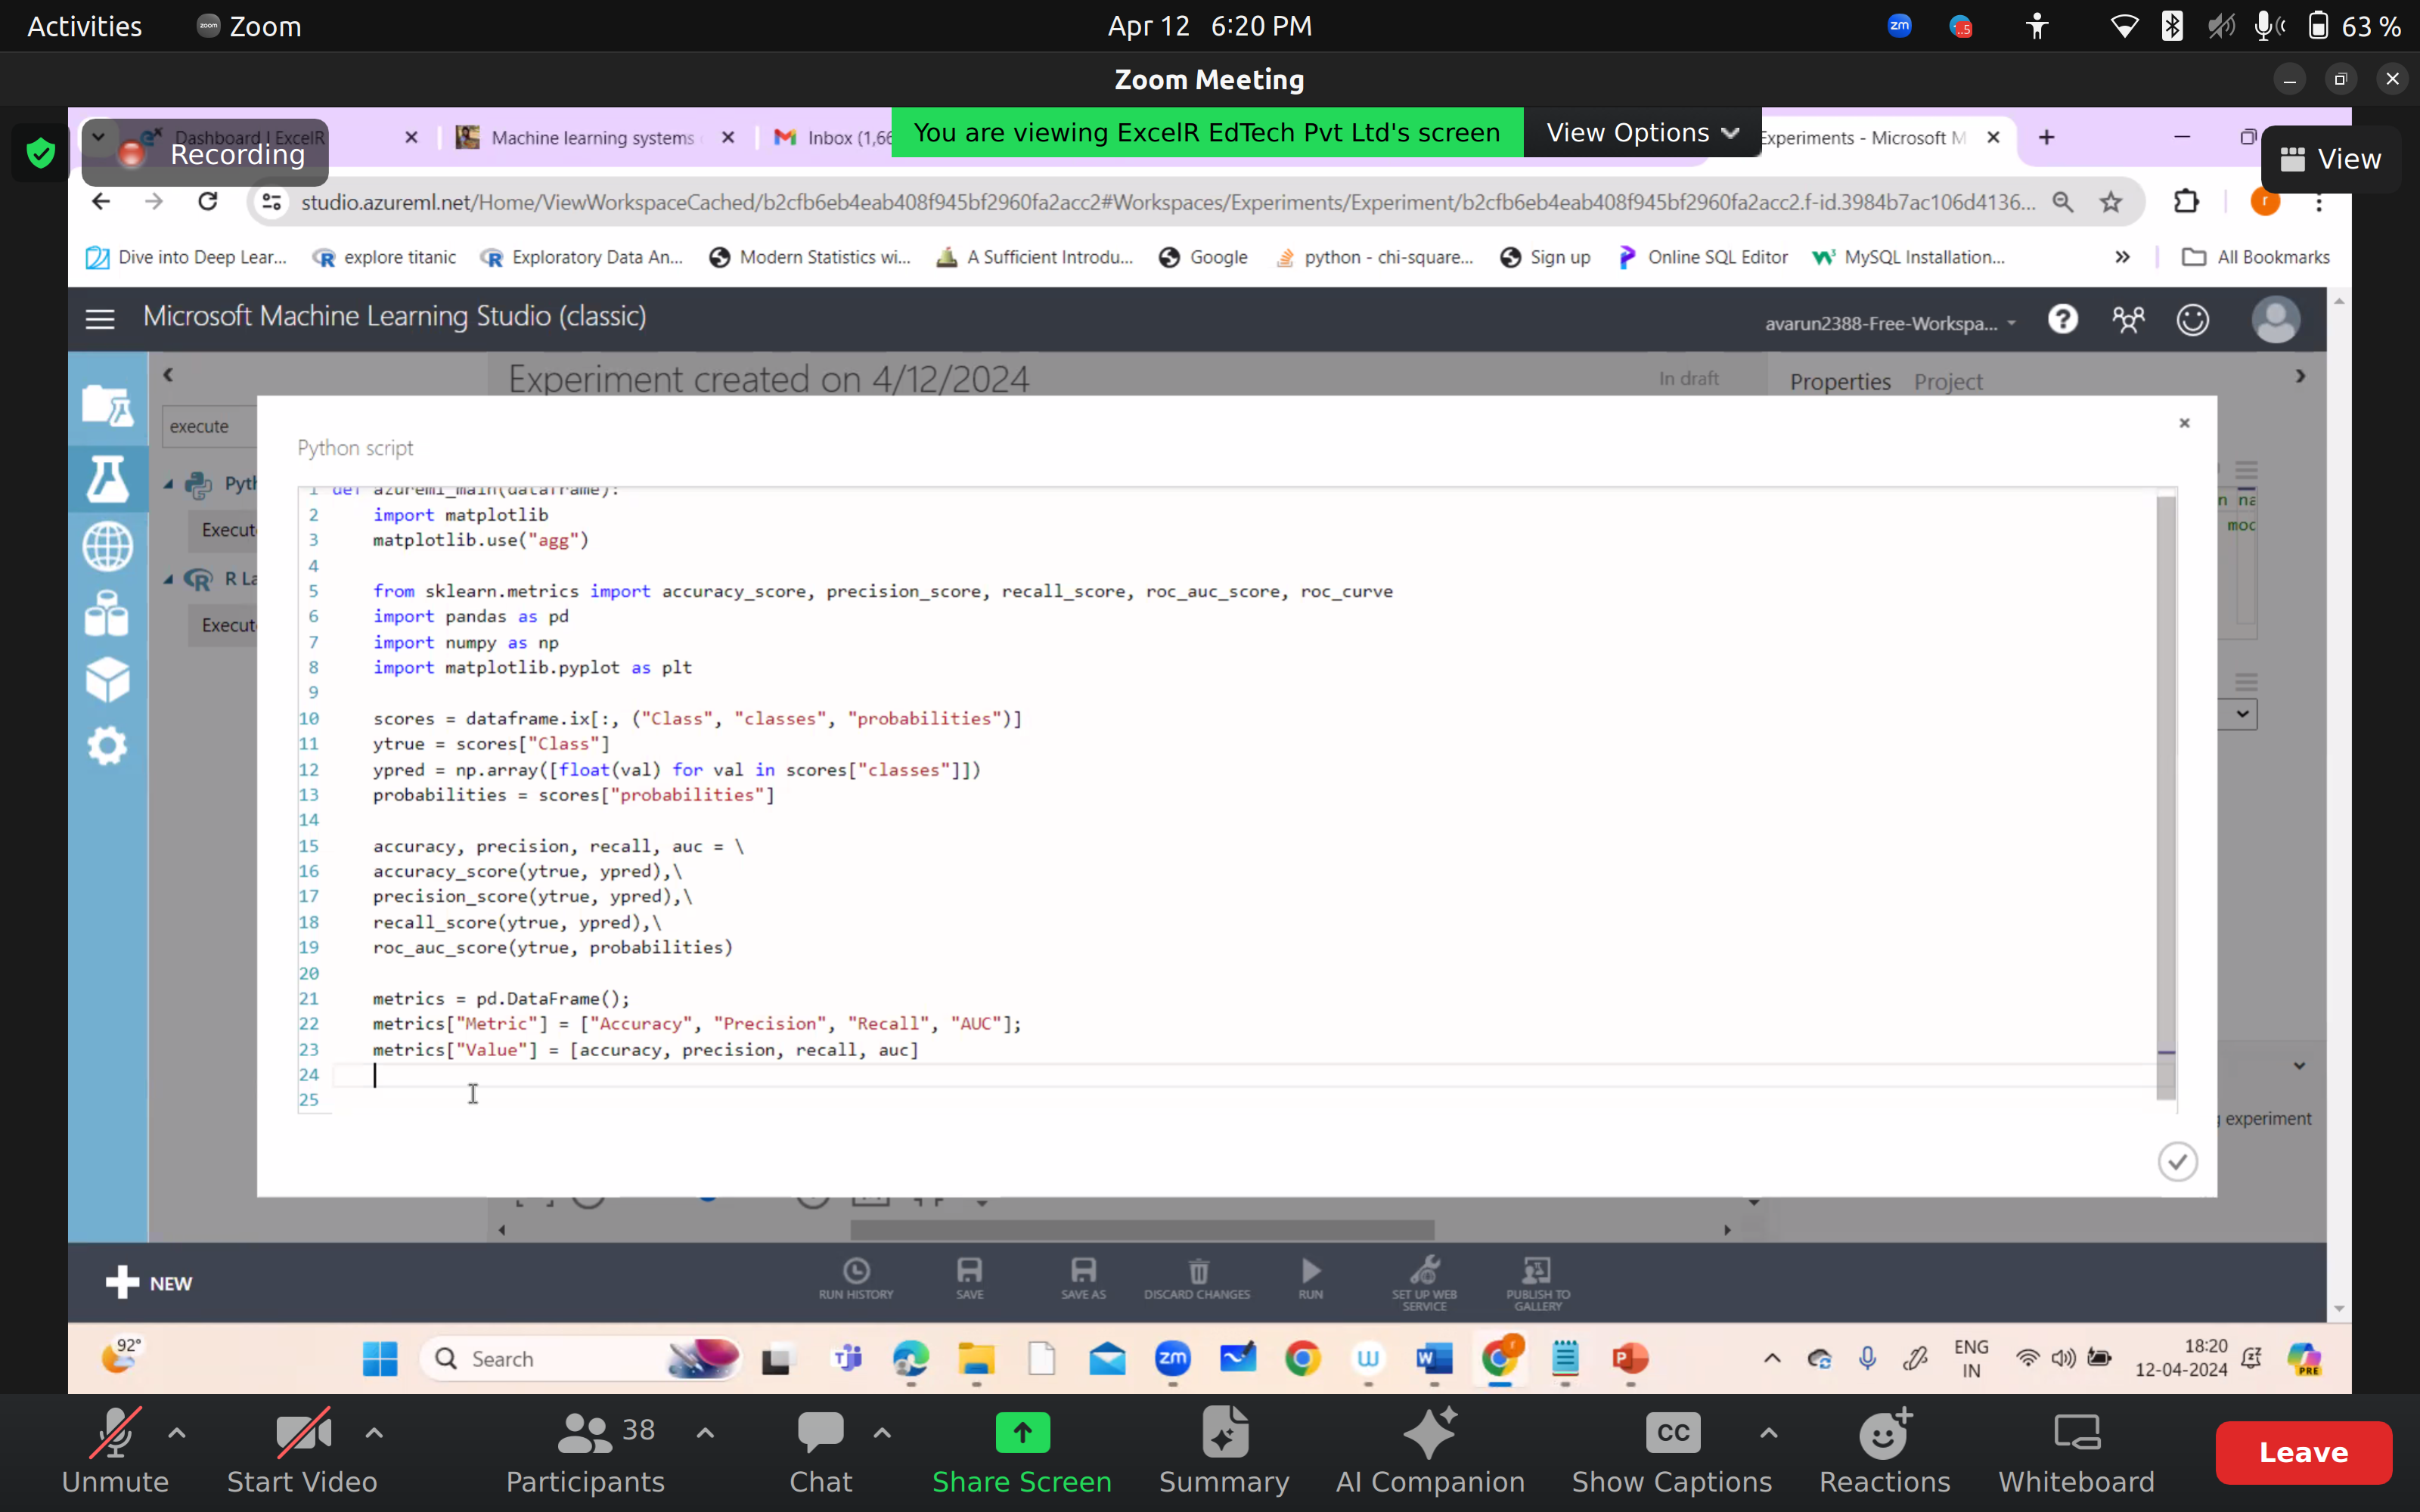 Activities
zoom Zoom
Apr 12 6:20 PM
zm
63 %
Zoom Meeting
Dashboard | ExcelR
Recording
Machine learning systems
Inbox (1,66
You are viewing ExcelR EdTech Pvt Ltd's screen
View Options
Experiments - Microsoft M
View
studio.azureml.net/Home/ViewWorkspaceCached/b2cfb6eb4eab408f945bf2960fa2acc2#Workspaces/Experiments/Experiment/b2cfb6eb4eab408f945bf2960fa2acc2.f-id.3984b7ac106d4136...
r
Dive into Deep Lear...
explore titanic
Exploratory Data An...
Modern Statistics wi...
A Sufficient Introdu...
Google
python - chi-square...
Sign up
Online SQL Editor
MySQL Installation...
All Bookmarks
Microsoft Machine Learning Studio (classic)
avarun2388-Free-Workspa...
Experiment created on 4/12/2024
In draft
Properties Project
execute
Pyth
Execut
R La
Execut
n na
moc
Python script
1 def azureml_main(dataframe):
2 import matplotlib
3 matplotlib.use("agg")
4
5 from sklearn.metrics import accuracy_score, precision_score, recall_score, roc_auc_score, roc_curve
6 import pandas as pd
7 import numpy as np
8 import matplotlib.pyplot as plt
9
10 scores = dataframe.ix[:, ("Class", "classes", "probabilities")]
11 ytrue = scores["Class"]
12 ypred = np.array([float(val) for val in scores["classes"]])
13 probabilities = scores["probabilities"]
14
15 accuracy, precision, recall, auc = \
16 accuracy_score(ytrue, ypred),\
17 precision_score(ytrue, ypred),\
18 recall_score(ytrue, ypred),\
19 roc_auc_score(ytrue, probabilities)
20
21 metrics = pd.DataFrame();
22 metrics["Metric"] = ["Accuracy", "Precision", "Recall", "AUC"];
23 metrics["Value"] = [accuracy, precision, recall, auc]
24
25
experiment
NEW
RUN HISTORY
SAVE
SAVE AS
DISCARD CHANGES
RUN
SET UP WEB
SERVICE
PUBLISH TO
GALLERY
92°
Search
zm
ENG
IN
18:20
12-04-2024
PRE
Unmute
Start Video
38
Participants
Chat
Share Screen
Summary
AI Companion
CC
Show Captions
Reactions
Whiteboard
Leave